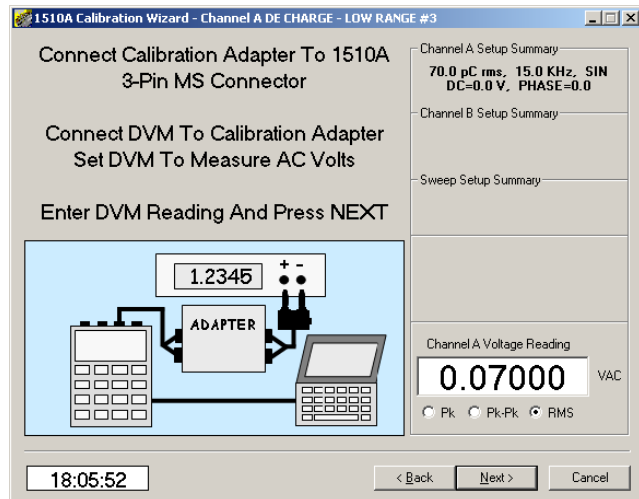 1510A Calibration Wizard - Channel A DE CHARGE - LOW RANGE #3
Connect Calibration Adapter To 1510A
3-Pin MS Connector
Connect DVM To Calibration Adapter
Set DVM To Measure AC Volts
Enter DVM Reading And Press NEXT
1.2345
+ -
ADAPTER
Channel A Setup Summary
70.0 pC rms, 15.0 KHz, SIN
DC=0.0 V, PHASE=0.0
Channel B Setup Summary
Sweep Setup Summary
Channel A Voltage Reading
0.07000 VAC
Pk Pk-Pk RMS
18:05:52
< Back Next > Cancel